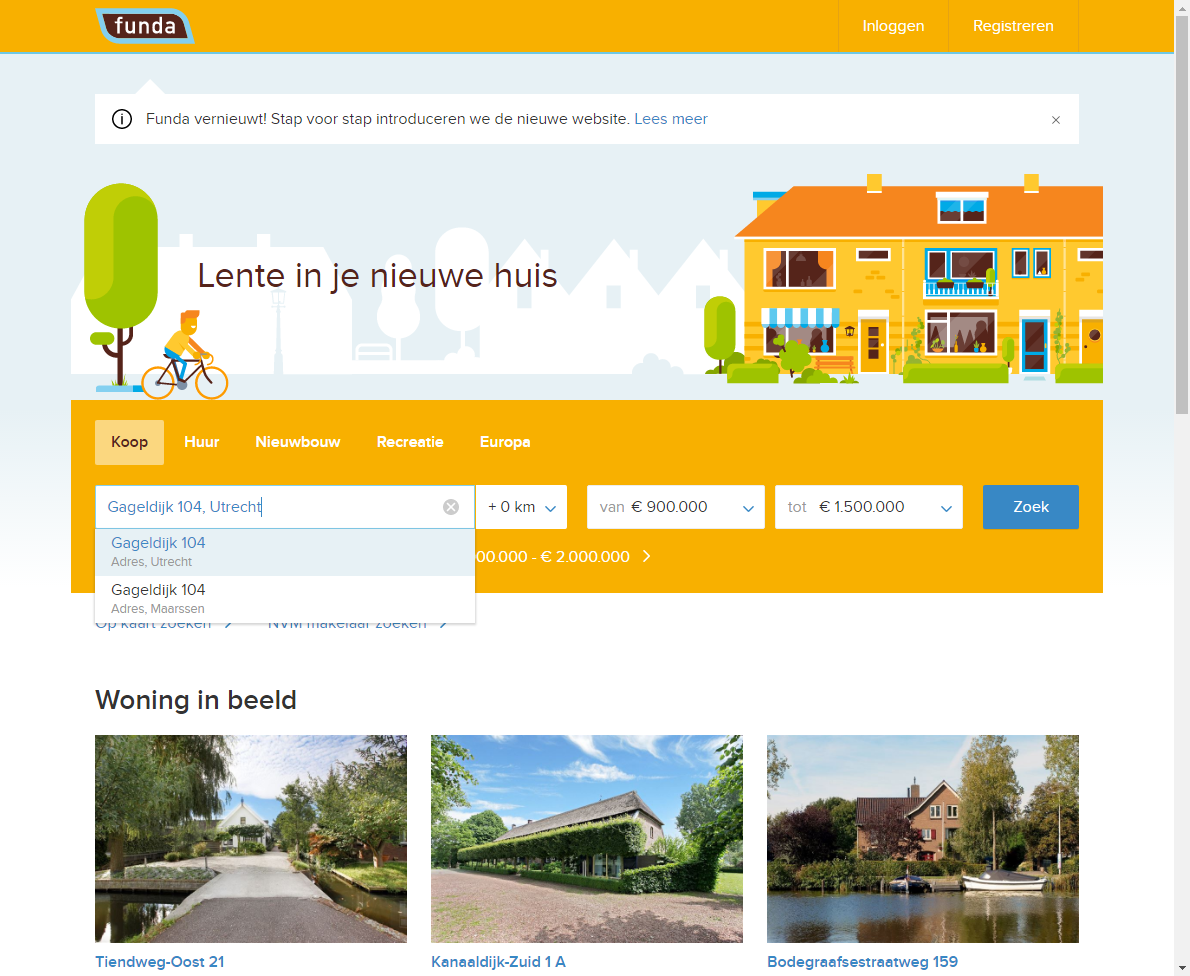 funda
Inloggen
Registreren
Funda vernieuwt! Stap voor stap introduceren we de nieuwe website. Lees meer
Lente in je nieuwe huis
Koop
Huur
Nieuwbouw
Recreatie
Europa
Gageldijk 104, Utrecht
+ 0 km
van € 900.000
tot € 1.500.000
Zoek
Gageldijk 104
Adres, Utrecht
00.000 - € 2.000.000
Gageldijk 104
Adres, Maarssen
Op kaart zoeken
NVM makelaar zoeken
Woning in beeld
Tiendweg-Oost 21
Kanaaldijk-Zuid 1 A
Bodegraafsestraatweg 159